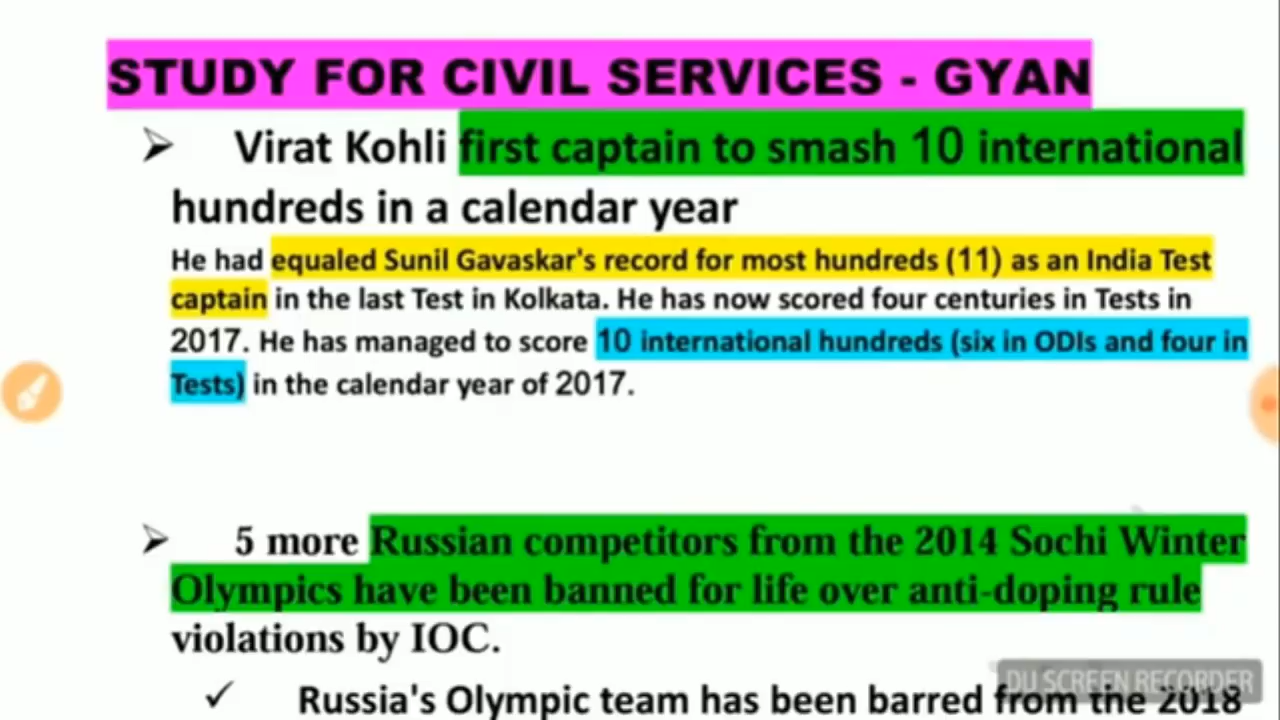 STUDY FOR CIVIL SERVICES - GYAN
➢ Virat Kohli first captain to smash 10 international
hundreds in a calendar year
He had equaled Sunil Gavaskar's record for most hundreds (11) as an India Test
captain in the last Test in Kolkata. He has now scored four centuries in Tests in
2017. He has managed to score 10 international hundreds (six in ODIs and four in
Tests) in the calendar year of 2017.
➢ 5 more Russian competitors from the 2014 Sochi Winter
Olympics have been banned for life over anti-doping rule
violations by IOC.
✓ Russia's Olympic team has been barred from the 2018
DU SCREEN RECORDER